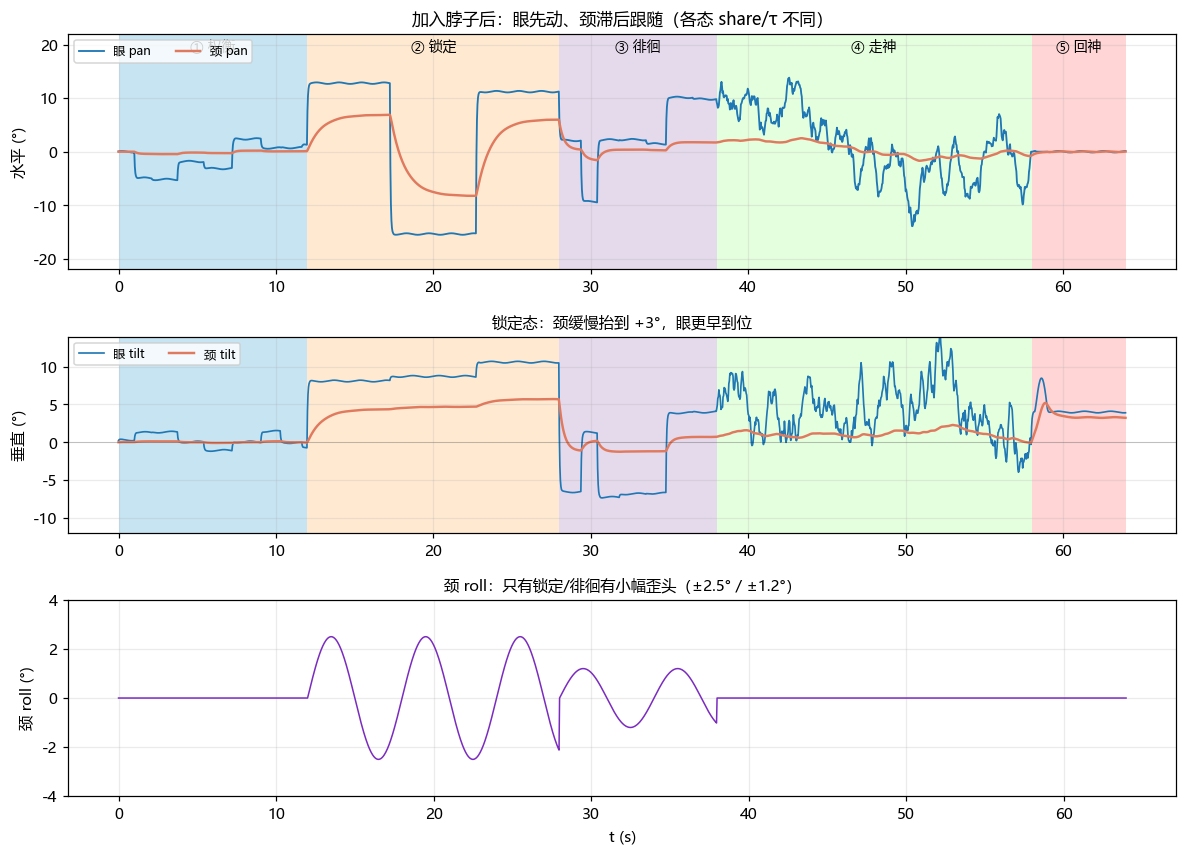 加入脖子后：眼先动、颈滞后跟随（各态 share/τ 不同）
眼 pan 颈 pan
② 锁定 ③ 徘徊 ④ 走神 ⑤ 回神
20
10
0
-10
-20
水平 (°)
0 10 20 30 40 50 60
锁定态：颈缓慢抬到 +3°，眼更早到位
眼 tilt 颈 tilt
10
5
0
-5
-10
垂直 (°)
0 10 20 30 40 50 60
颈 roll：只有锁定/徘徊有小幅歪头（±2.5° / ±1.2°）
4
2
0
-2
-4
颈 roll (°)
0 10 20 30 40 50 60
t (s)